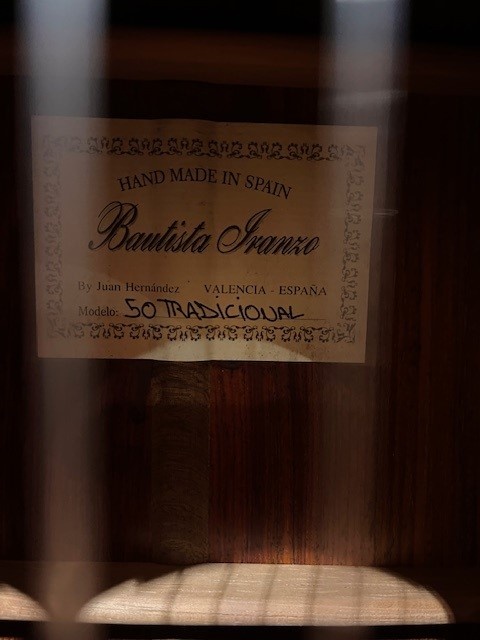 HAND MADE IN SPAIN
Bautista Iranzo
By Juan Hernández VALENCIA - ESPAÑA
Modelo: 50 TRADICIONAL